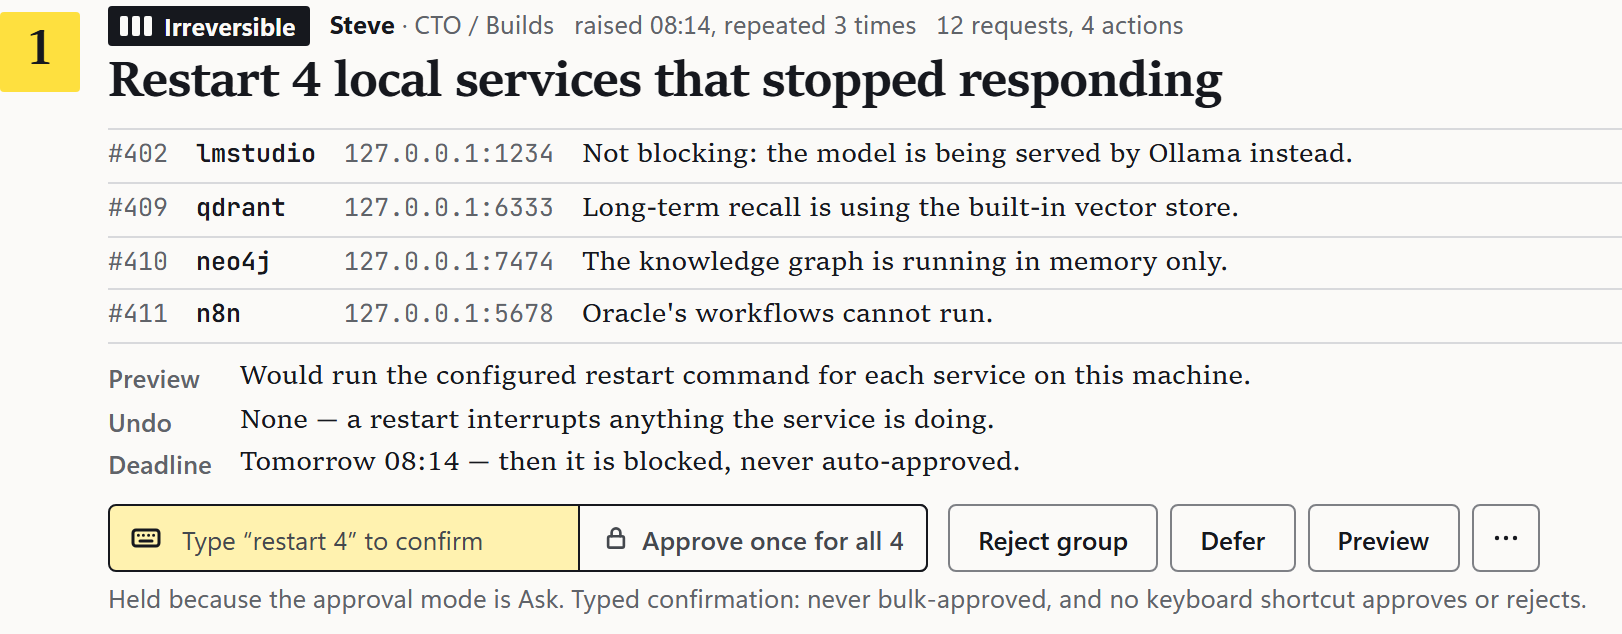 1
Irreversible Steve · CTO / Builds raised 08:14, repeated 3 times 12 requests, 4 actions
Restart 4 local services that stopped responding
#402 lmstudio 127.0.0.1:1234 Not blocking: the model is being served by Ollama instead.
#409 qdrant 127.0.0.1:6333 Long-term recall is using the built-in vector store.
#410 neo4j 127.0.0.1:7474 The knowledge graph is running in memory only.
#411 n8n 127.0.0.1:5678 Oracle's workflows cannot run.
Preview Would run the configured restart command for each service on this machine.
Undo None — a restart interrupts anything the service is doing.
Deadline Tomorrow 08:14 — then it is blocked, never auto-approved.
Type “restart 4” to confirm Approve once for all 4 Reject group Defer Preview ···
Held because the approval mode is Ask. Typed confirmation: never bulk-approved, and no keyboard shortcut approves or rejects.